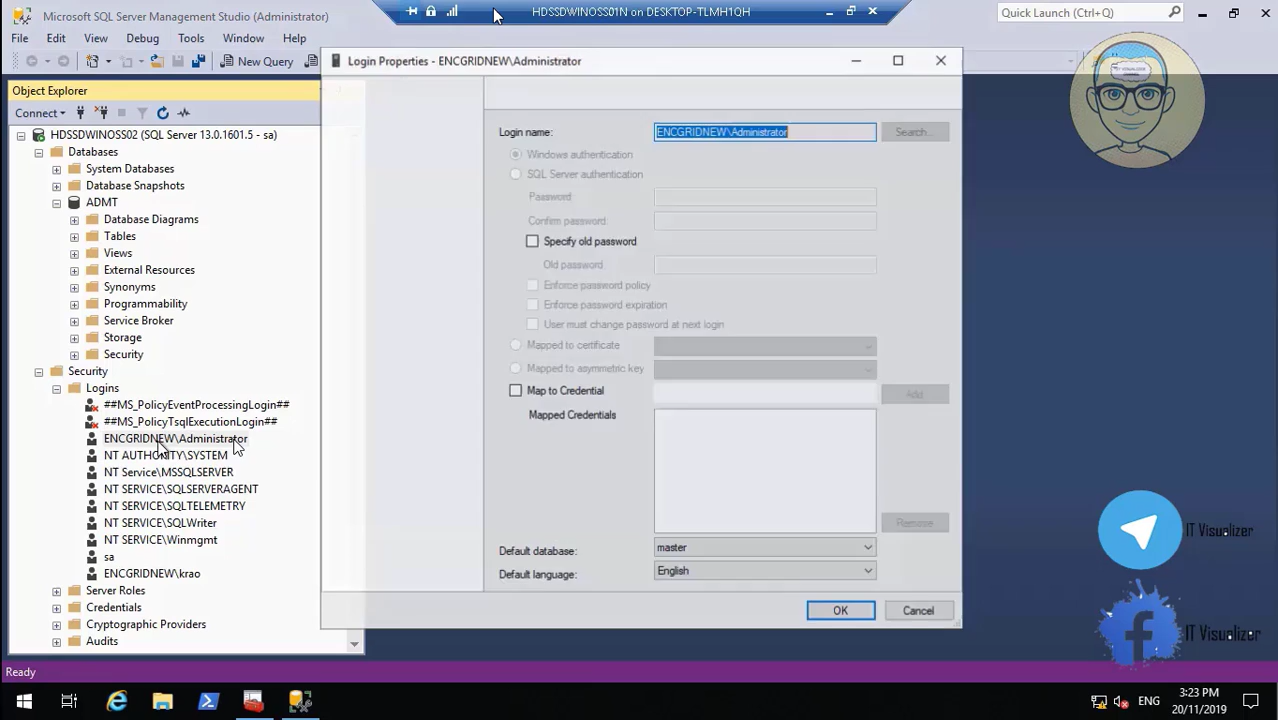 Microsoft SQL Server Management Studio (Administrator)
HDSSDWINOSS01N on DESKTOP-TLMH1QH
Quick Launch (Ctrl+Q)
File Edit View Debug Tools Window Help
New Query
Object Explorer
Connect
HDSSDWINOSS02 (SQL Server 13.0.1601.5 - sa)
Databases
System Databases
Database Snapshots
ADMT
Database Diagrams
Tables
Views
External Resources
Synonyms
Programmability
Service Broker
Storage
Security
Security
Logins
##MS_PolicyEventProcessingLogin##
##MS_PolicyTsqlExecutionLogin##
ENCGRIDNEW\Administrator
NT AUTHORITY\SYSTEM
NT Service\MSSQLSERVER
NT SERVICE\SQLSERVERAGENT
NT SERVICE\SQLTELEMETRY
NT SERVICE\SQLWriter
NT SERVICE\Winmgmt
sa
ENCGRIDNEW\krao
Server Roles
Credentials
Cryptographic Providers
Audits
Login Properties - ENCGRIDNEW\Administrator
Login name: ENCGRIDNEW\Administrator Search...
Windows authentication
SQL Server authentication
Password:
Confirm password:
Specify old password
Old password:
Enforce password policy
Enforce password expiration
User must change password at next login
Mapped to certificate
Mapped to asymmetric key
Map to Credential Add
Mapped Credentials
Remove
Default database: master
Default language: English
OK Cancel
IT VISUALIZER
IT Visualizer
IT Visualizer
Ready
ENG
3:23 PM
20/11/2019